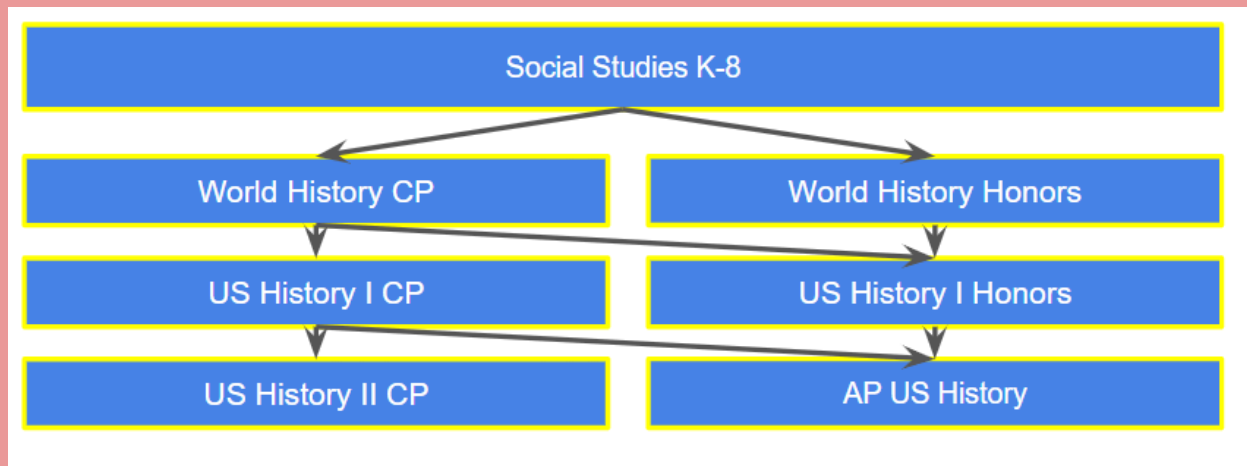 Social Studies K-8
World History CP
World History Honors
US History I CP
US History I Honors
US History II CP
AP US History